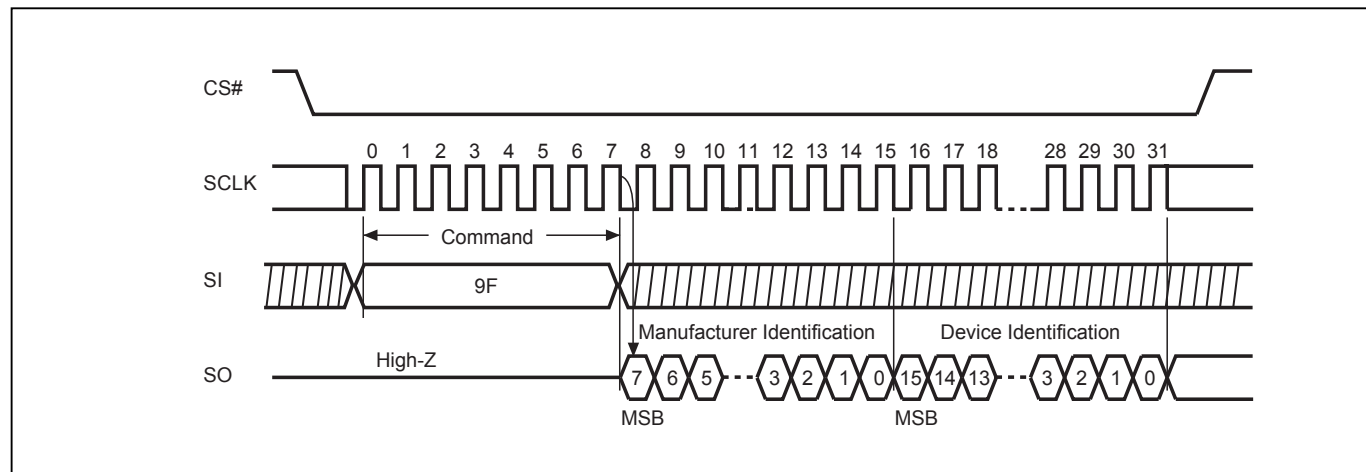 CS#
0 1 2 3 4 5 6 7 8 9 10 11 12 13 14 15 16 17 18 28 29 30 31
SCLK
Command
SI
9F
Manufacturer Identification Device Identification
High-Z
SO
7 6 5 3 2 1 0 15 14 13 3 2 1 0
MSB MSB